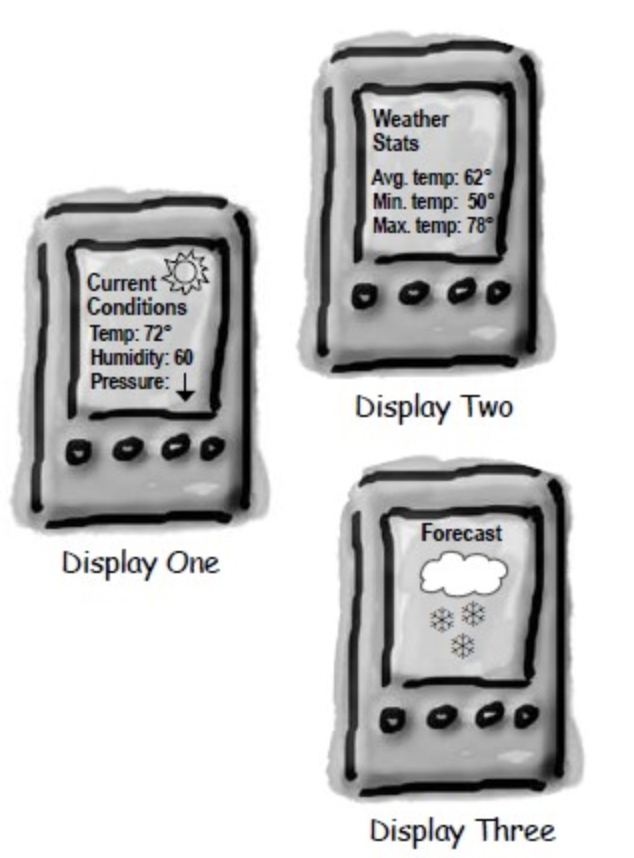 Weather
Stats
Avg. temp: 62°
Min. temp: 50°
Max. temp: 78°
Display Two
Current
Conditions
Temp: 72°
Humidity: 60
Pressure:
Display One
Forecast
Display Three